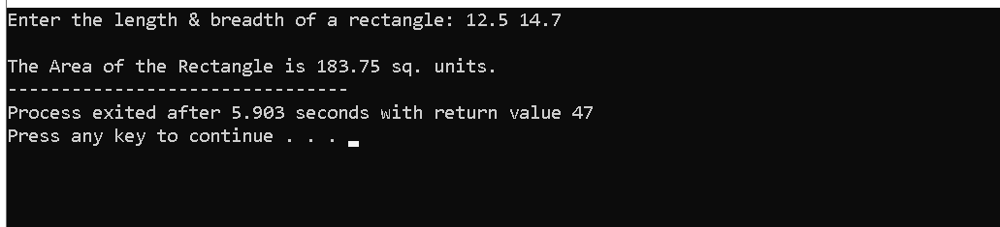 Enter the length & breadth of a rectangle: 12.5 14.7
The Area of the Rectangle is 183.75 sq. units.
--------------------------------
Process exited after 5.903 seconds with return value 47
Press any key to continue . . .